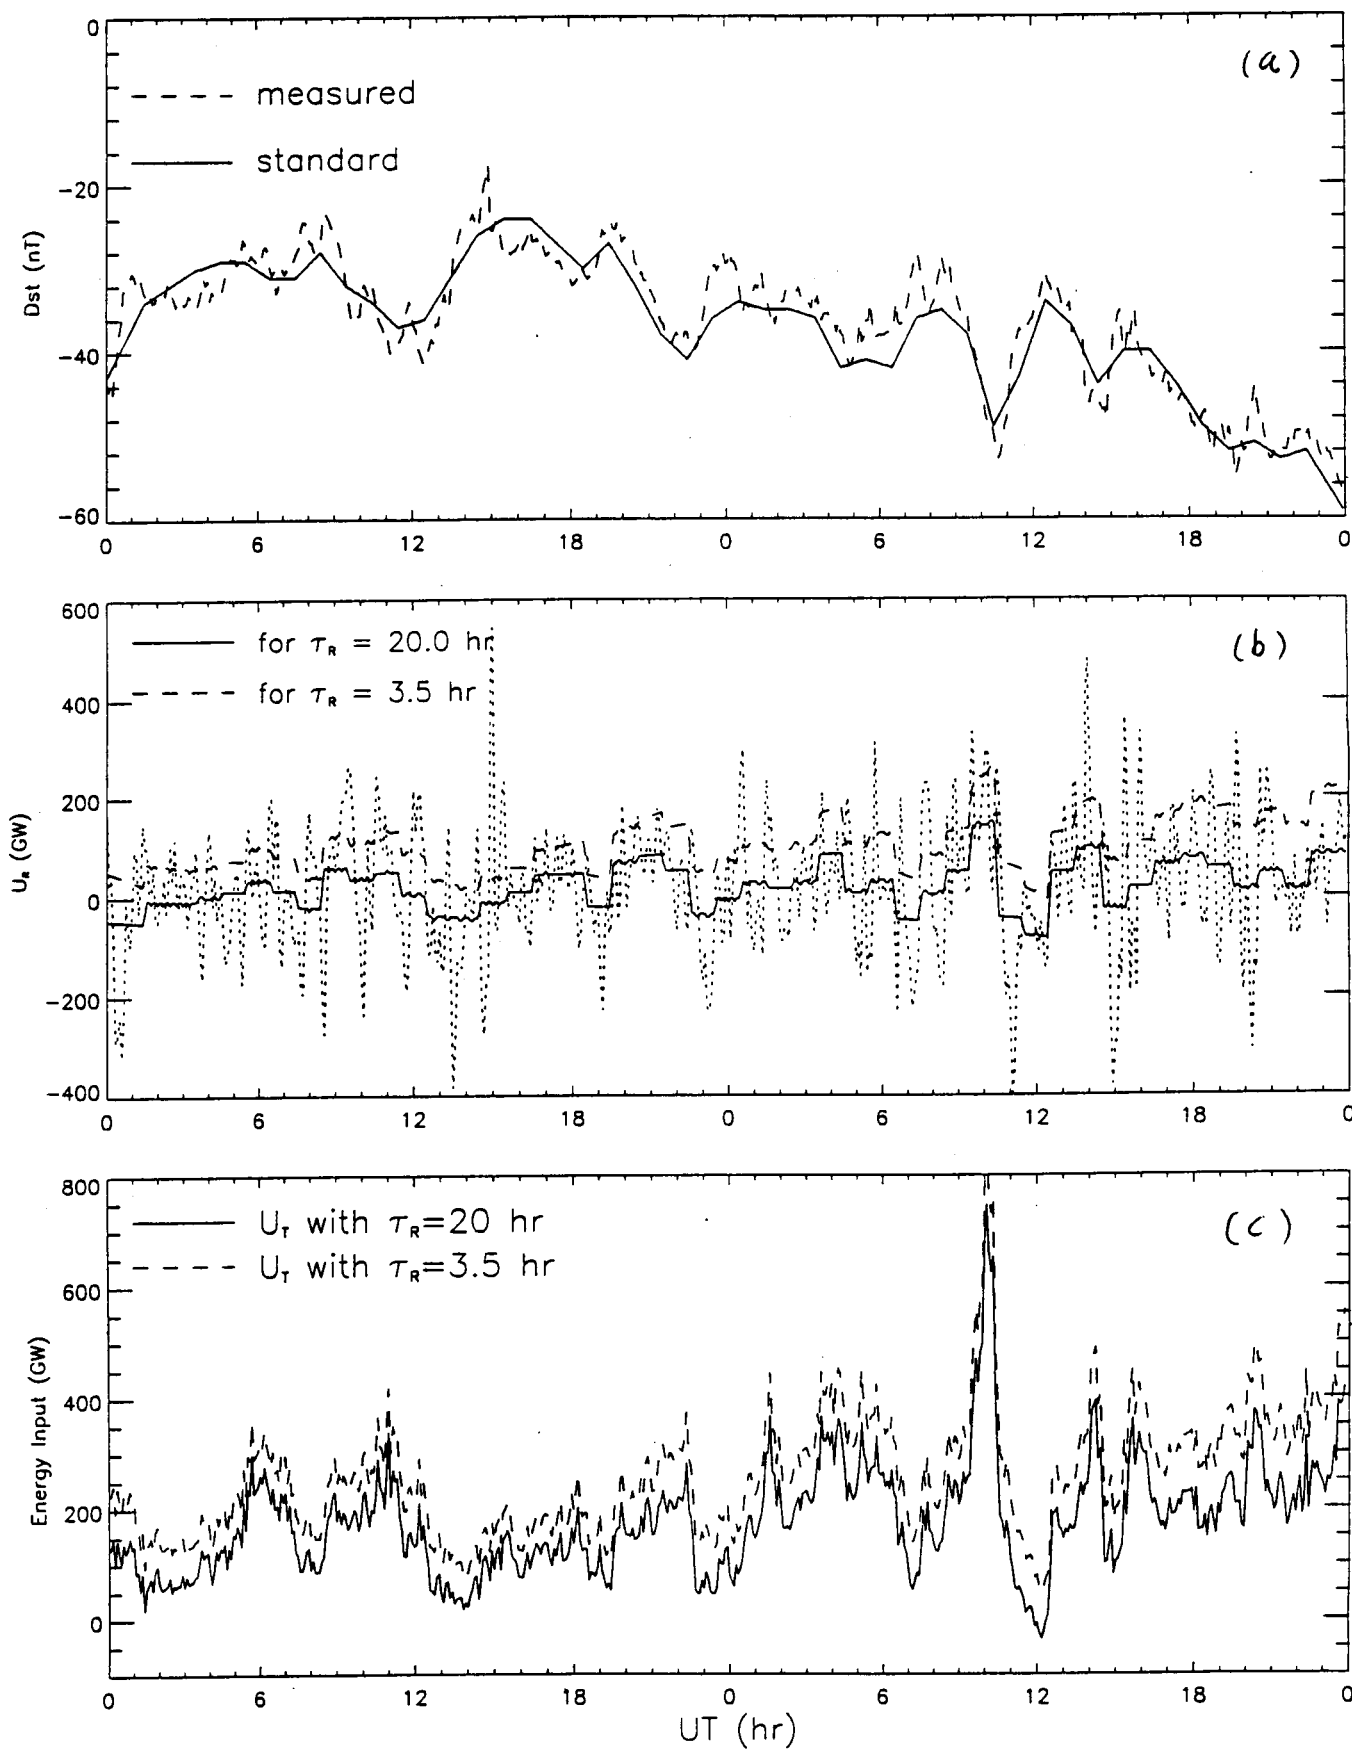 (a)
measured
standard
Dst (nT)
0
-20
-40
-60
0 6 12 18 0 6 12 18 0
(b)
for τR = 20.0 hr
for τR = 3.5 hr
UR (GW)
600
400
200
0
-200
-400
0 6 12 18 0 6 12 18 0
(c)
UT with τR=20 hr
UT with τR=3.5 hr
Energy Input (GW)
800
600
400
200
0
0 6 12 18 0 6 12 18 0
UT (hr)